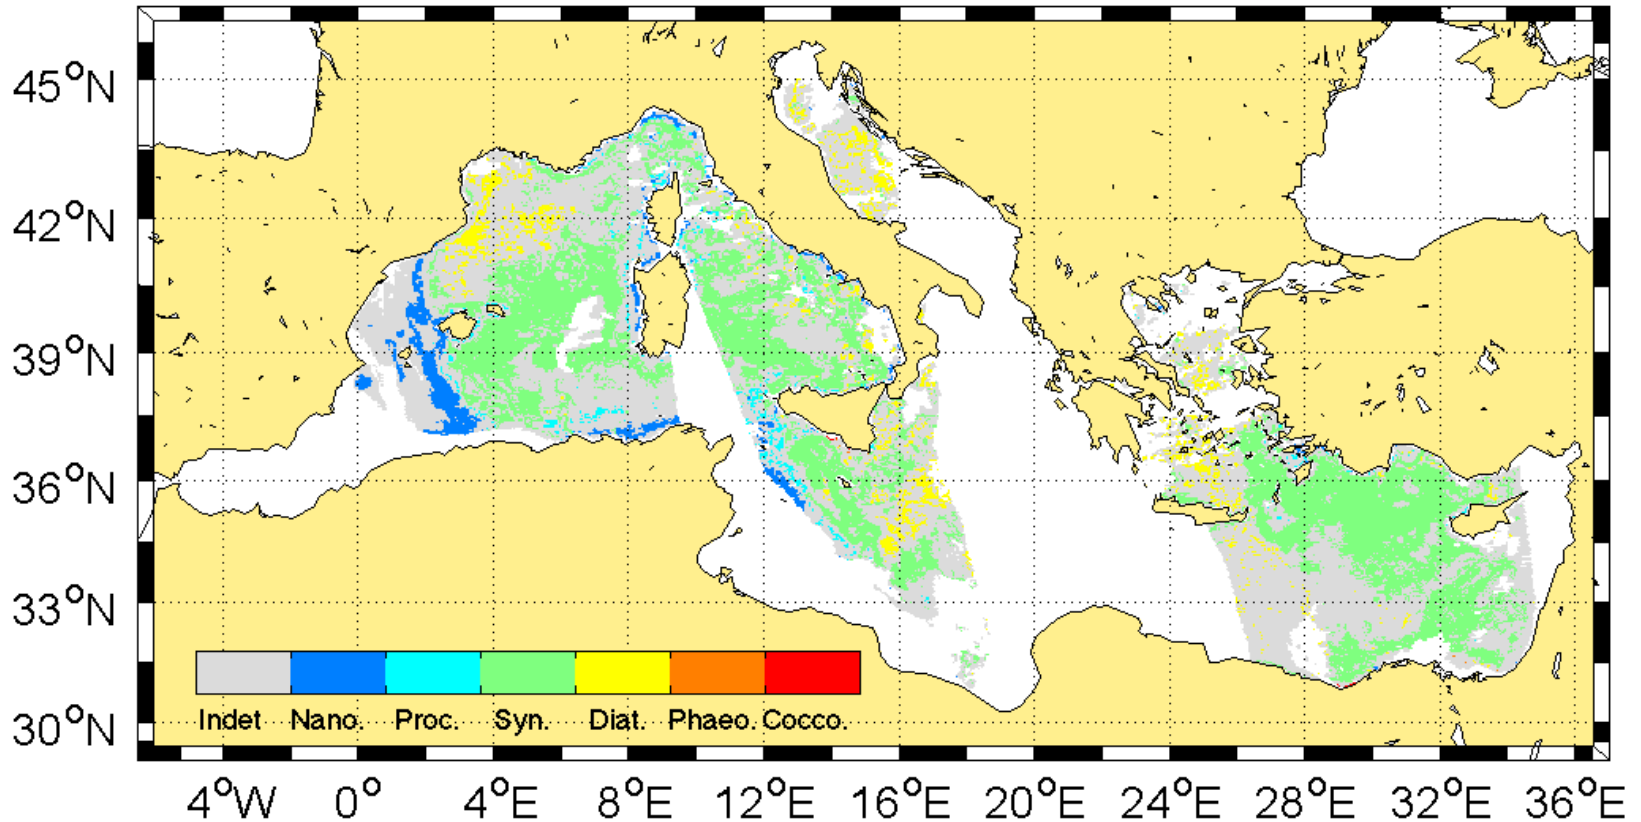 45°N
42°N
39°N
36°N
33°N
30°N
Indet Nano. Proc. Syn. Diat. Phaeo. Cocco.
4°W 0° 4°E 8°E 12°E 16°E 20°E 24°E 28°E 32°E 36°E